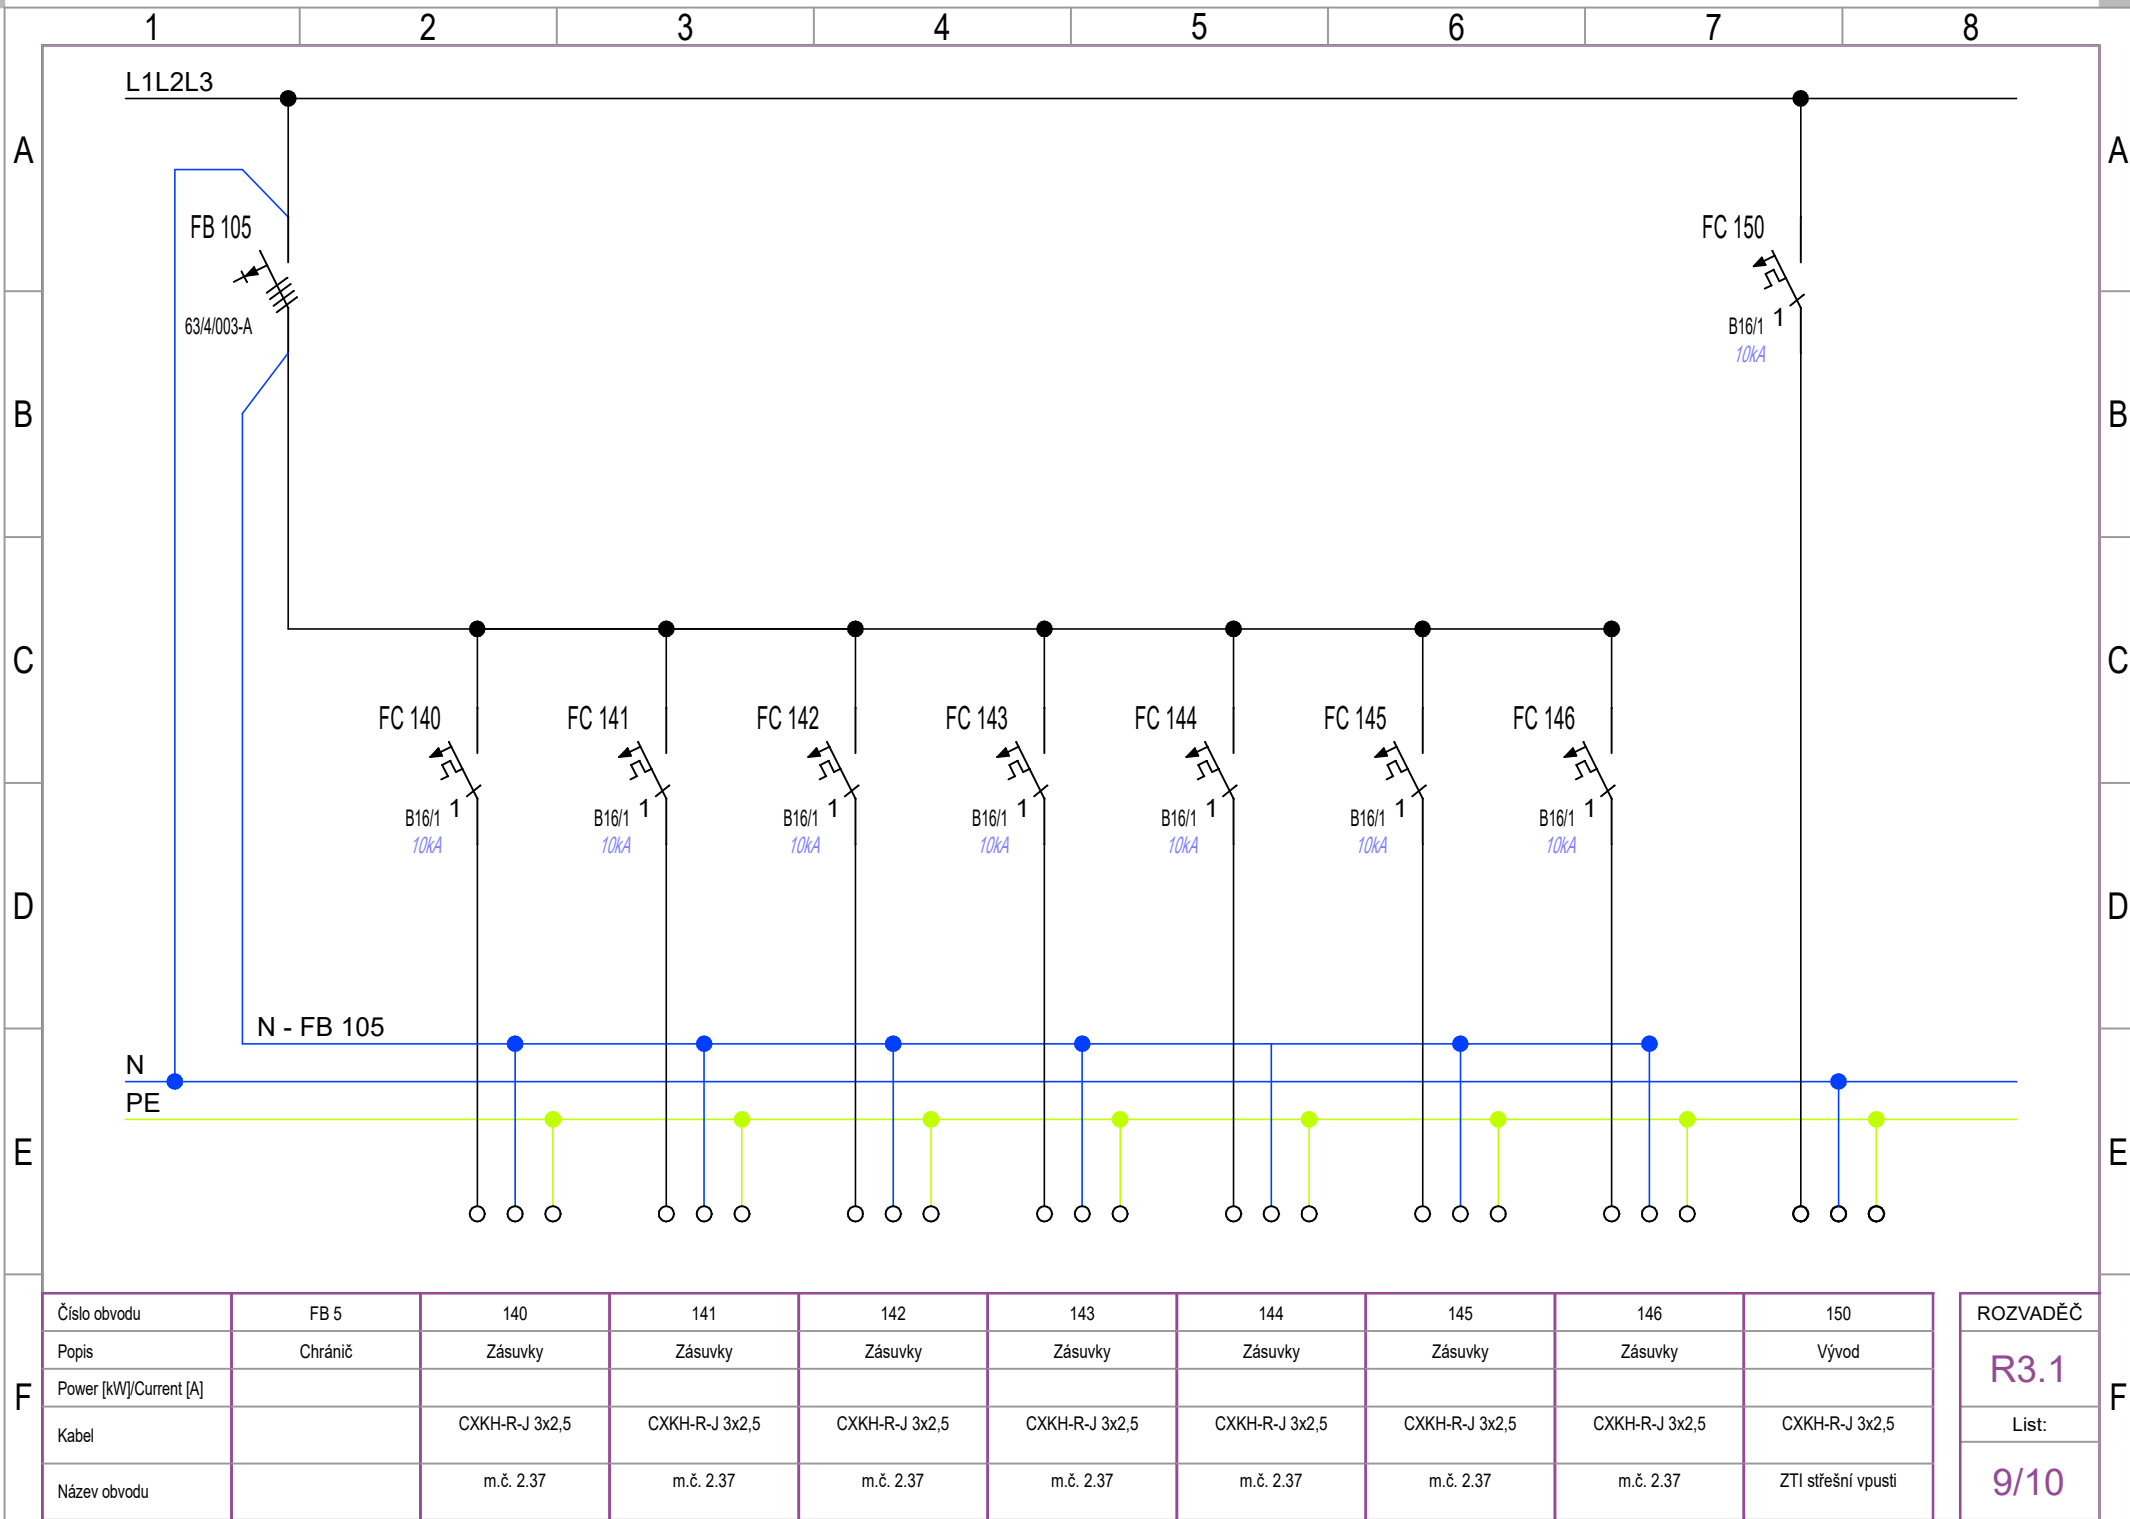 1 2 3 4 5 6 7 8
L1L2L3
A A
FB 105 FC 150
63/4/003-A B16/1 1
10kA
B B
C C
FC 140 FC 141 FC 142 FC 143 FC 144 FC 145 FC 146
B16/1 1 B16/1 1 B16/1 1 B16/1 1 B16/1 1 B16/1 1 B16/1 1
10kA 10kA 10kA 10kA 10kA 10kA 10kA
D D
N - FB 105
N
PE
E E
Číslo obvodu FB 5 140 141 142 143 144 145 146 150 ROZVADĚČ
Popis Chránič Zásuvky Zásuvky Zásuvky Zásuvky Zásuvky Zásuvky Zásuvky Vývod R3.1
F Power [kW]/Current [A] F
Kabel CXKH-R-J 3x2,5 CXKH-R-J 3x2,5 CXKH-R-J 3x2,5 CXKH-R-J 3x2,5 CXKH-R-J 3x2,5 CXKH-R-J 3x2,5 CXKH-R-J 3x2,5 CXKH-R-J 3x2,5 List:
Název obvodu m.č. 2.37 m.č. 2.37 m.č. 2.37 m.č. 2.37 m.č. 2.37 m.č. 2.37 m.č. 2.37 ZTI střešní vpusti 9/10